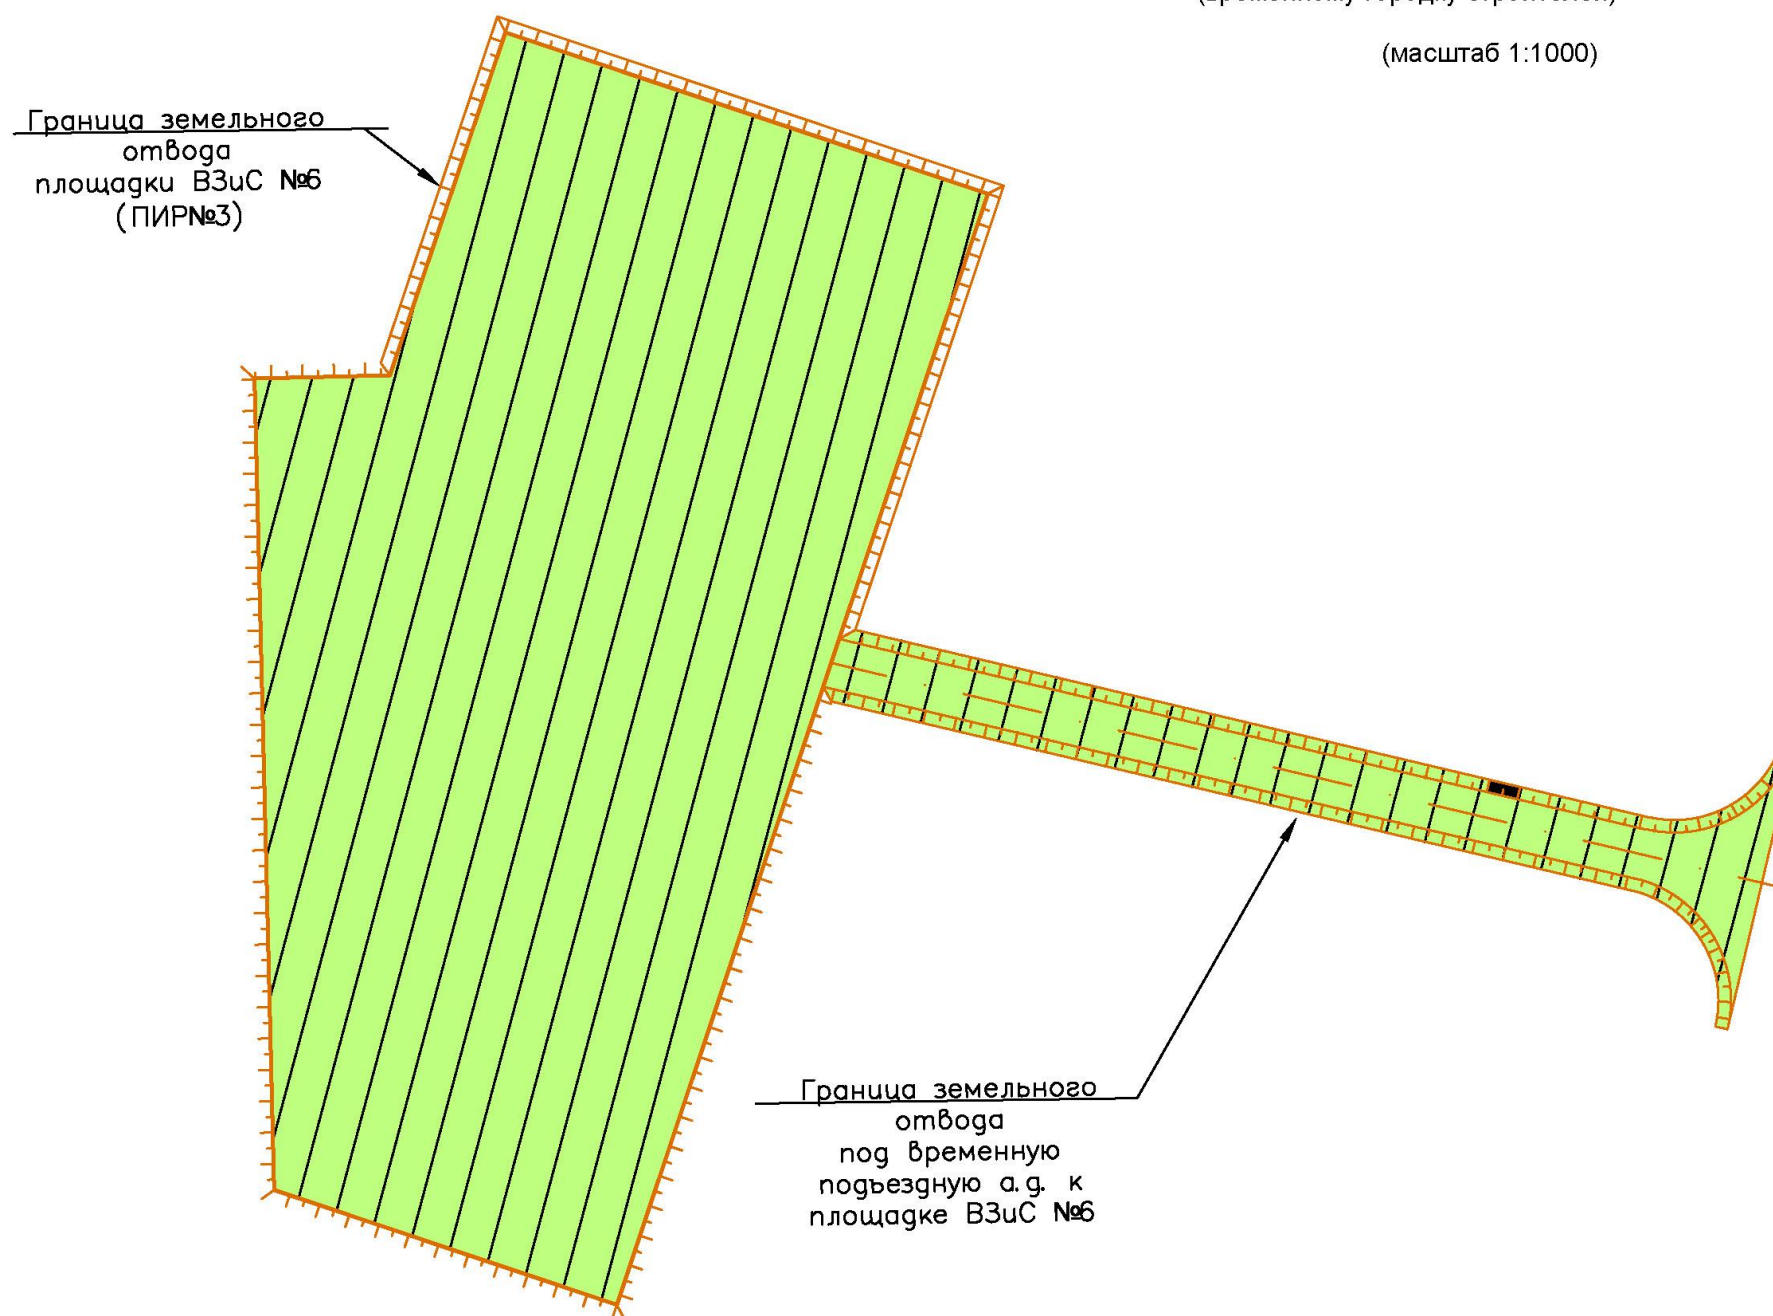 (масштаб 1:1000)
Граница земельного
отвода
площадки ВЗиС №6
(ПИР№3)
Граница земельного
отвода
под временную
подъездную а.д. к
площадке ВЗиС №6